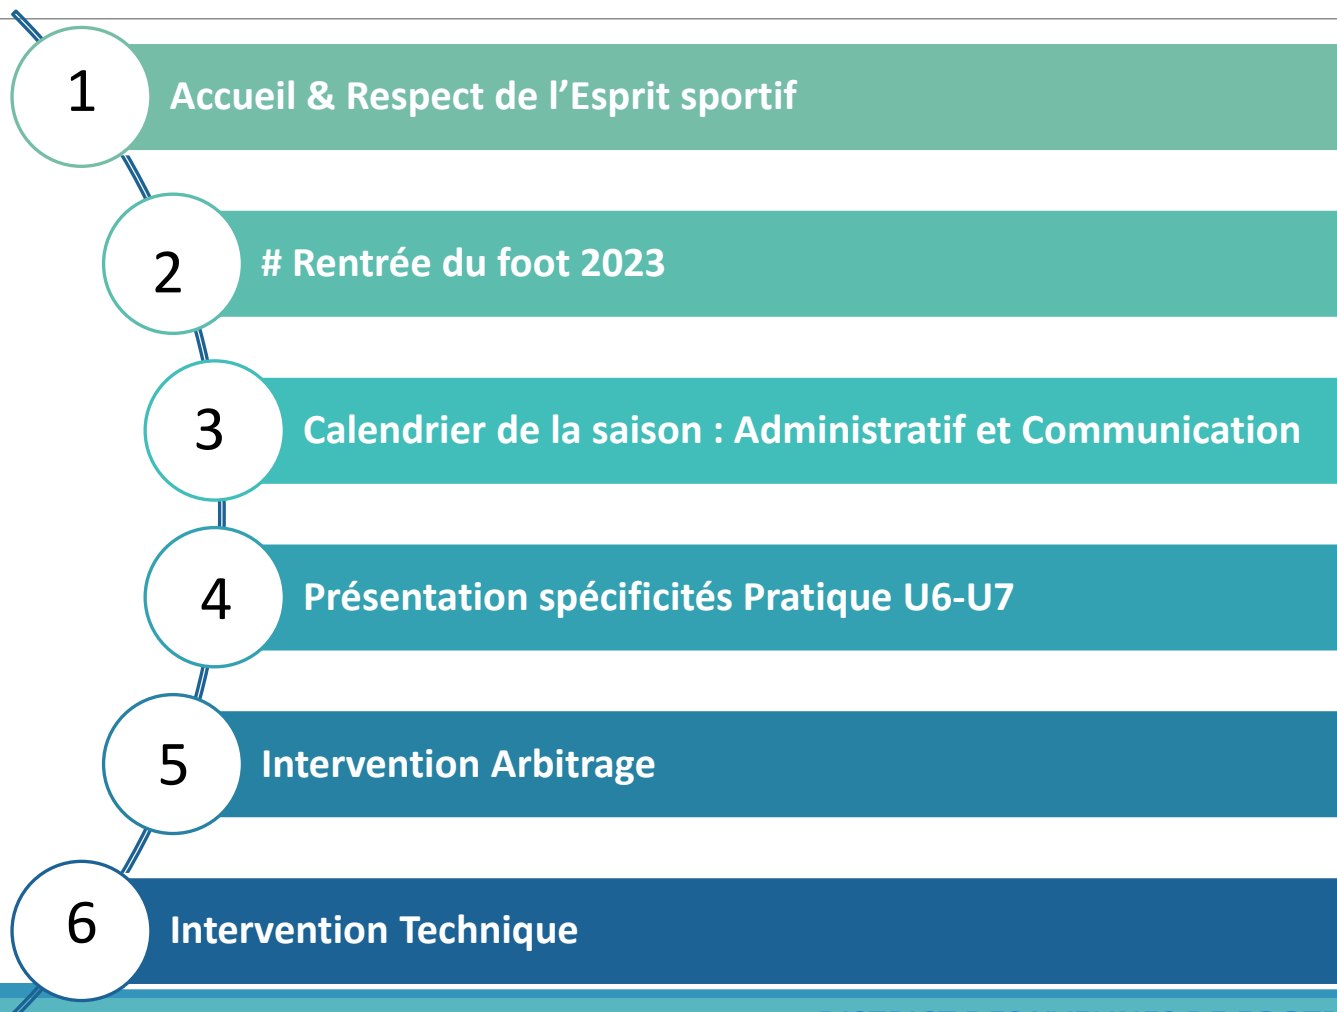 1
Accueil & Respect de l’Esprit sportif
2
# Rentrée du foot 2023
3
Calendrier de la saison : Administratif et Communication
4
Présentation spécificités Pratique U6-U7
5
Intervention Arbitrage
6
Intervention Technique